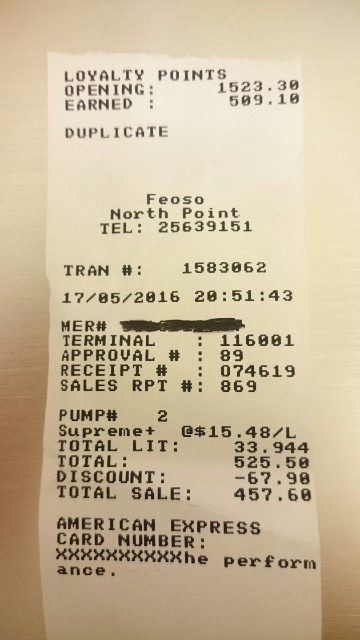 LOYALTY POINTS
OPENING: 1523.30
EARNED : 509.10
DUPLICATE
Feoso
North Point
TEL: 25639151
TRAN #: 1583062
17/05/2016 20:51:43
MER#
TERMINAL : 116001
APPROVAL # : 89
RECEIPT # : 074619
SALES RPT #: 869
PUMP# 2
Supreme+ @$15.48/L
TOTAL LIT: 33.944
TOTAL: 525.50
DISCOUNT: -67.90
TOTAL SALE: 457.60
AMERICAN EXPRESS
CARD NUMBER:
XXXXXXXXXXhe perform
ance.